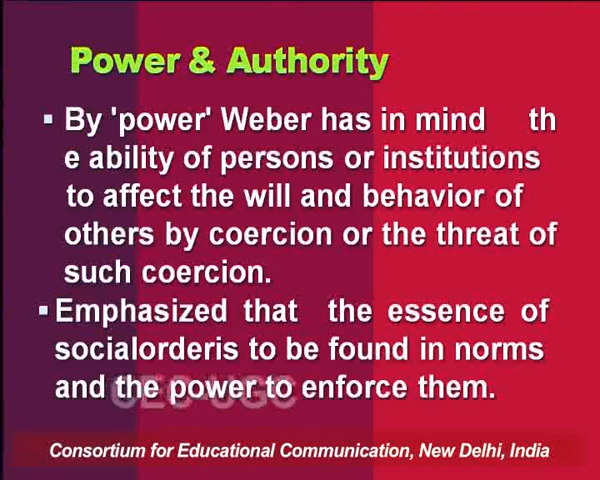 Power & Authority
▪ By 'power' Weber has in mind th
e ability of persons or institutions
to affect the will and behavior of
others by coercion or the threat of
such coercion.
▪ Emphasized that the essence of
socialorderis to be found in norms
and the power to enforce them.
CEC-UGC
Consortium for Educational Communication, New Delhi, India